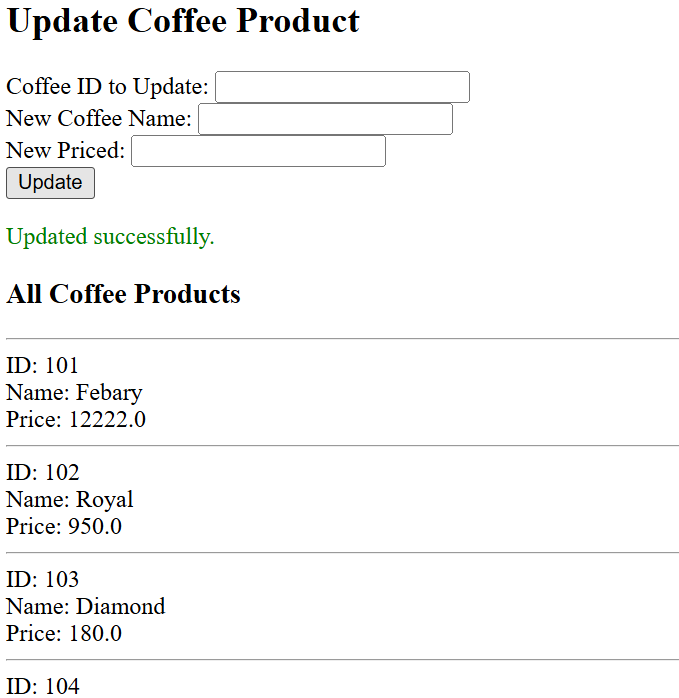 Update Coffee Product
Coffee ID to Update:
New Coffee Name:
New Priced:
Update
Updated successfully.
All Coffee Products
ID: 101
Name: Febary
Price: 12222.0
ID: 102
Name: Royal
Price: 950.0
ID: 103
Name: Diamond
Price: 180.0
ID: 104